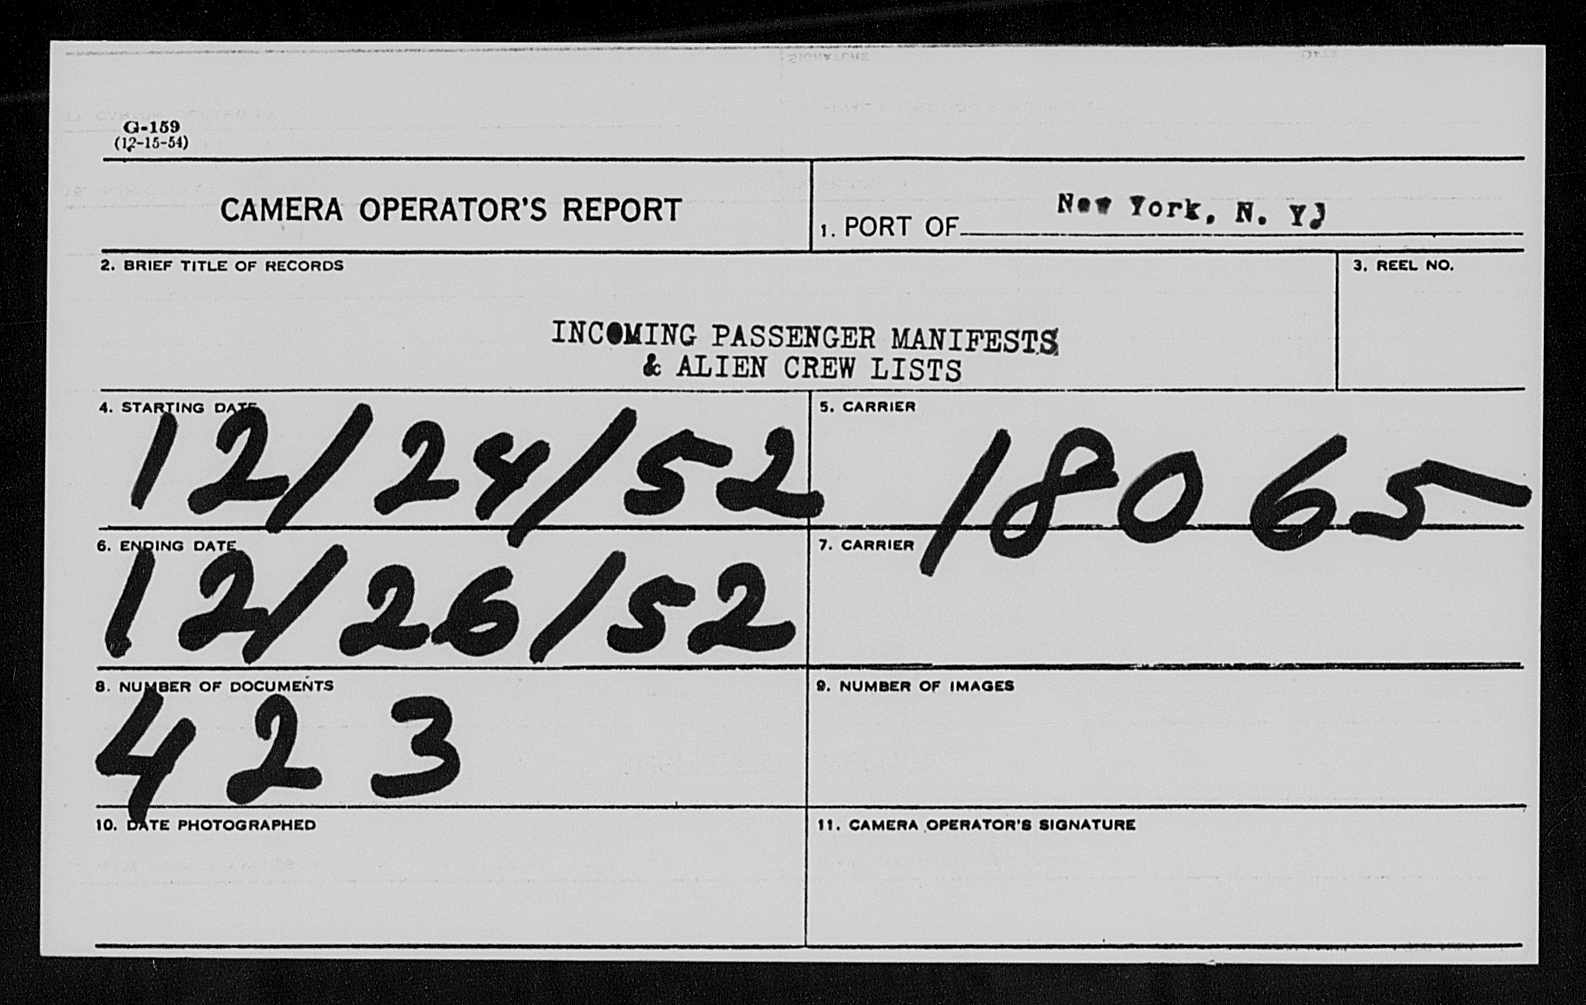 G-159
(12-15-54)
CAMERA OPERATOR'S REPORT
1. PORT OF New York, N. Y.
2. BRIEF TITLE OF RECORDS
3. REEL NO.
INCOMING PASSENGER MANIFESTS
& ALIEN CREW LISTS
4. STARTING DATE
12/24/52
5. CARRIER
18065
6. ENDING DATE
12/26/52
7. CARRIER
8. NUMBER OF DOCUMENTS
423
9. NUMBER OF IMAGES
10. DATE PHOTOGRAPHED
11. CAMERA OPERATOR'S SIGNATURE